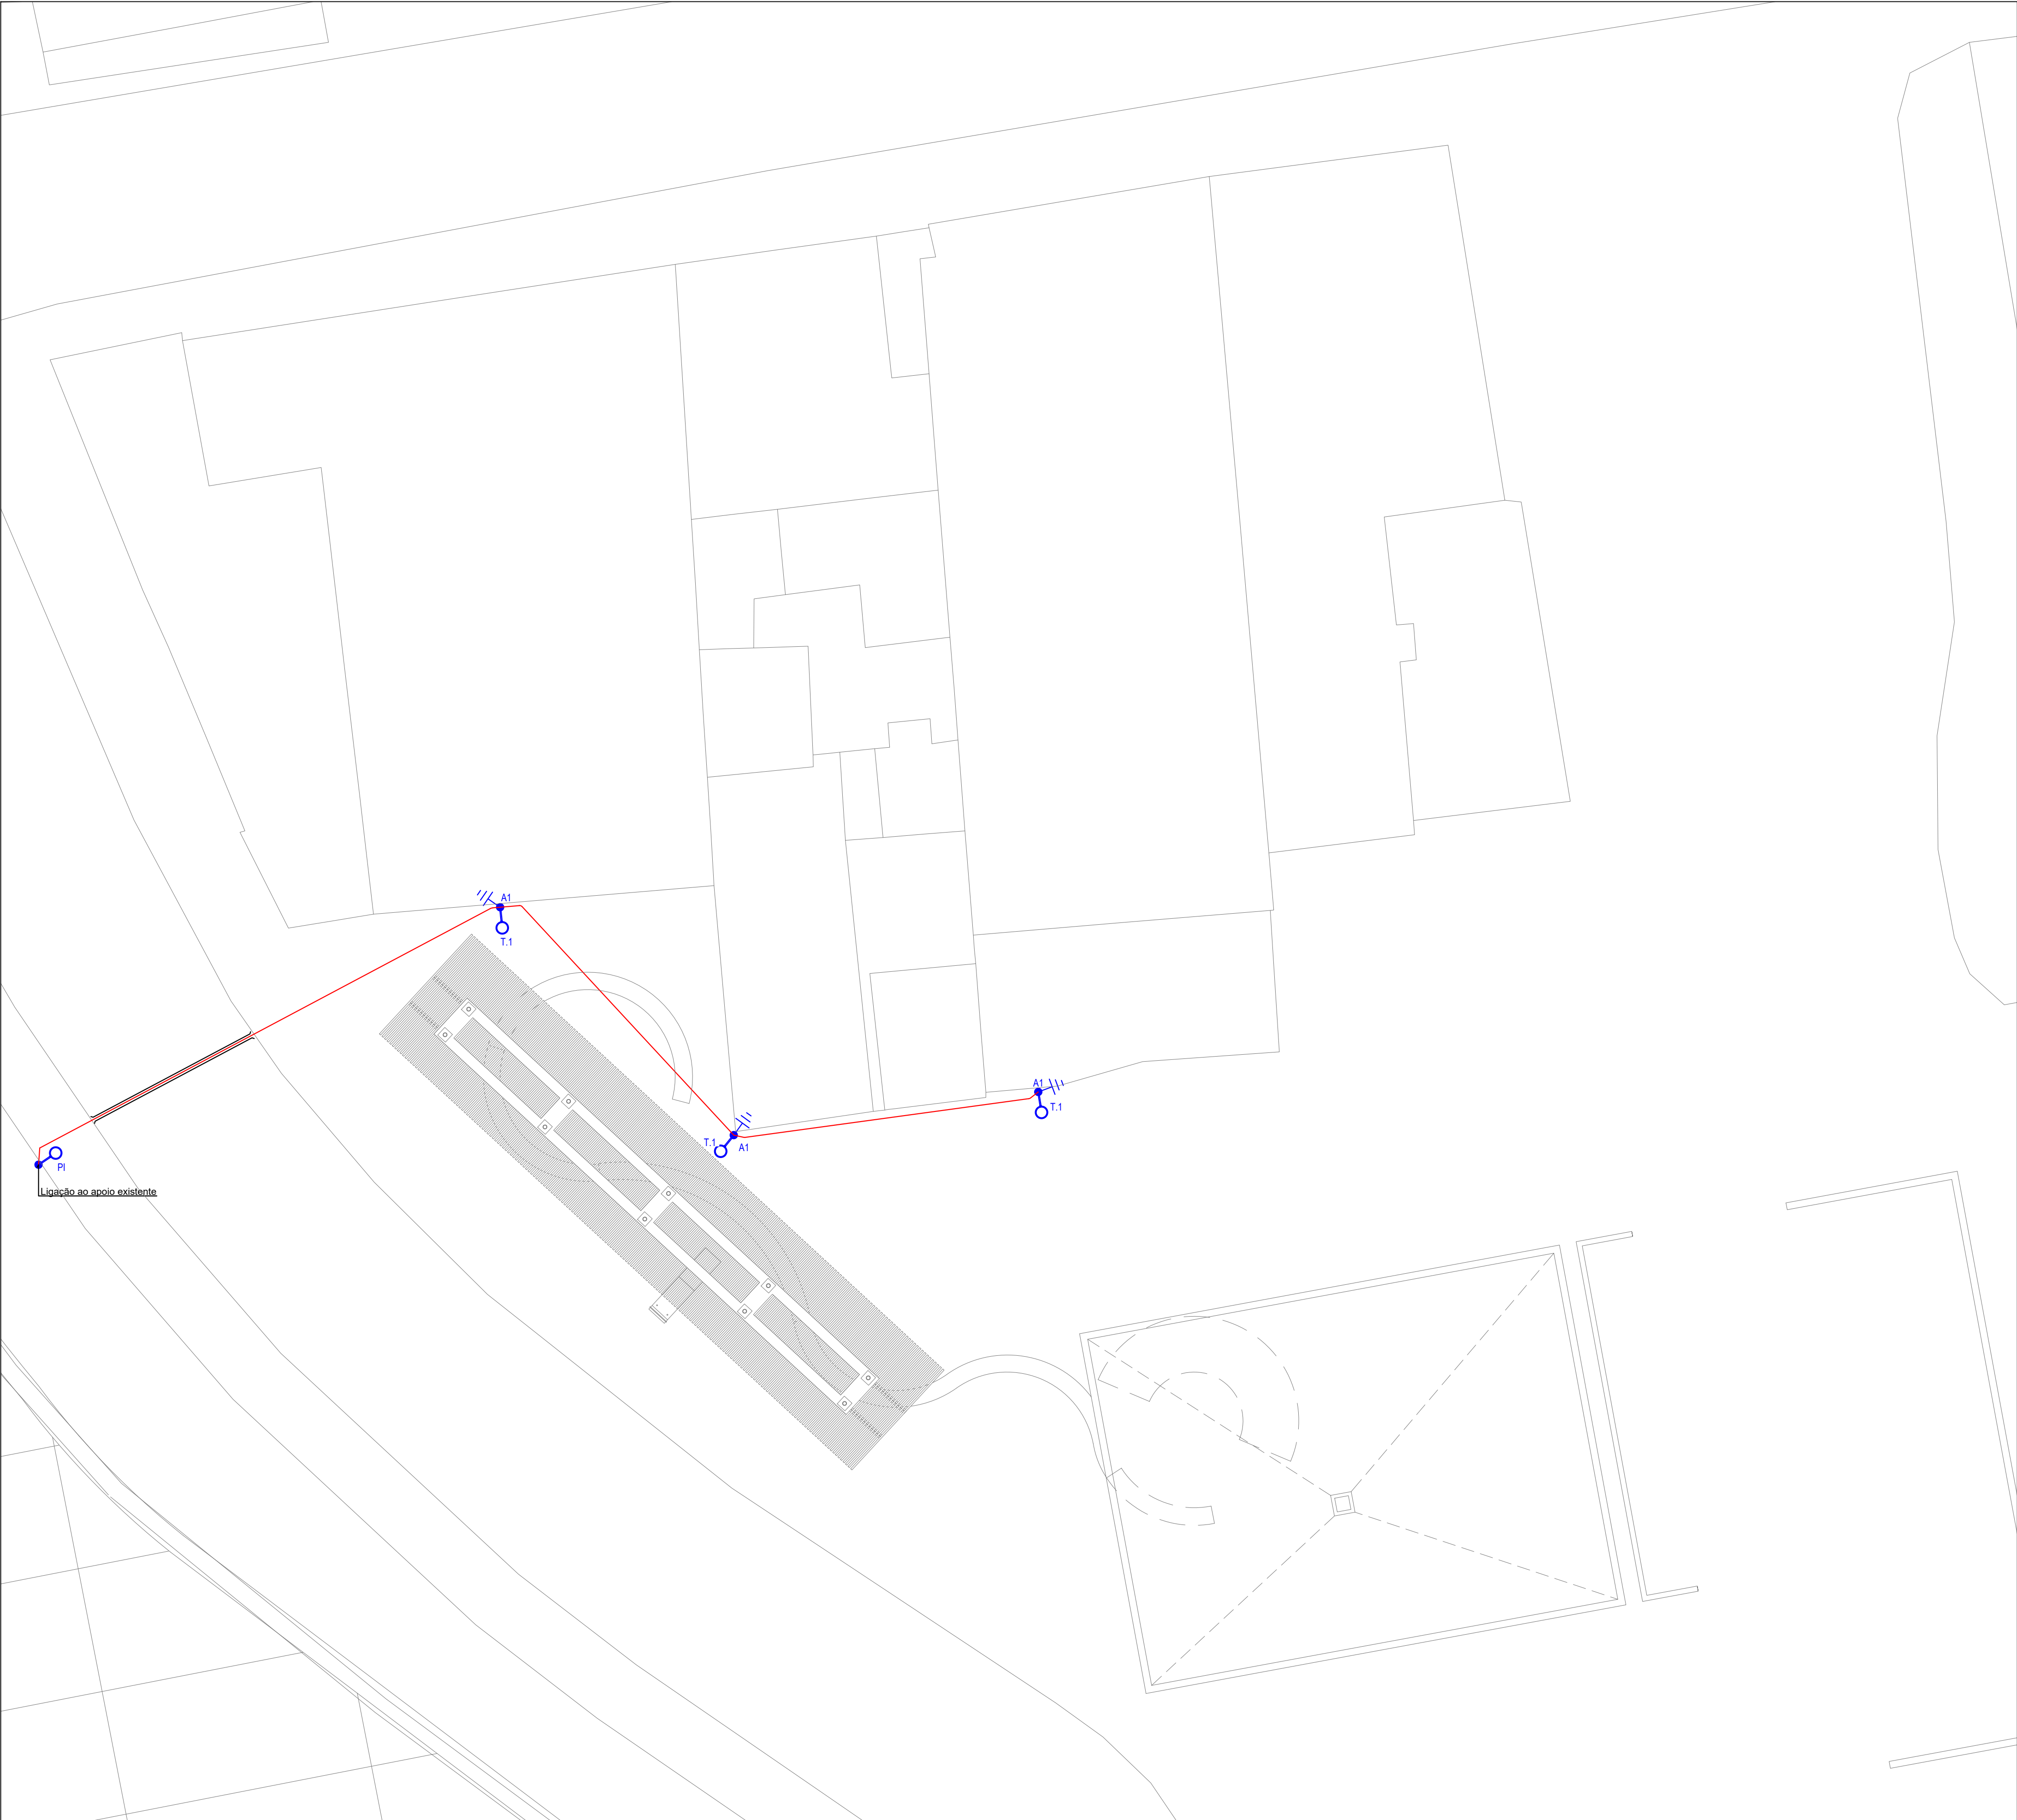 A1
T.1
A1
T.1
T.1
A1
PI
Ligação ao apoio existente